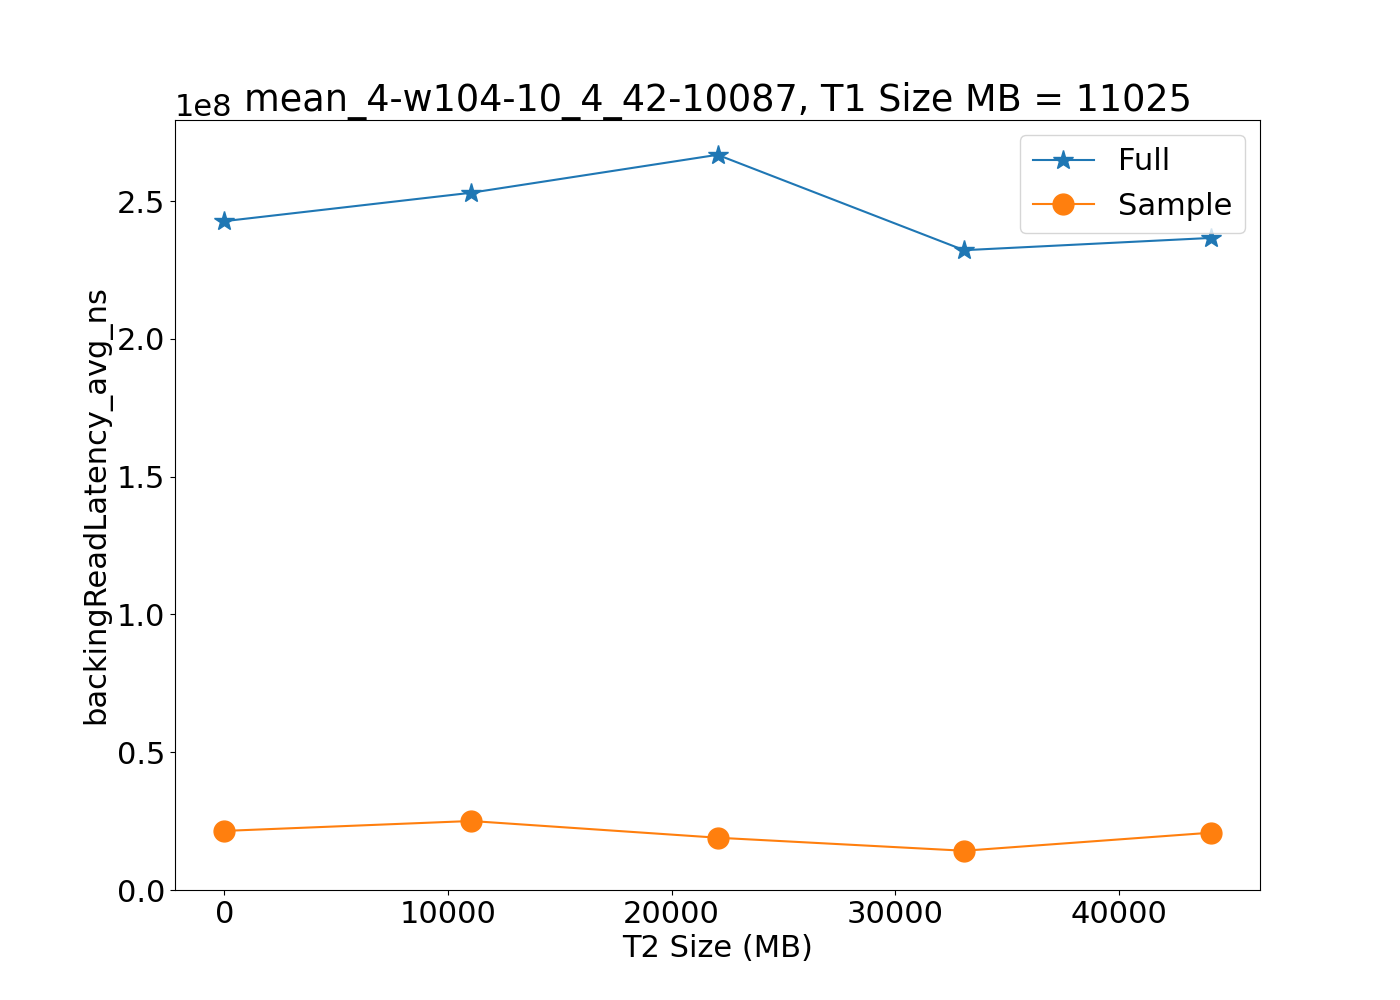 1e8 mean_4-w104-10_4_42-10087, T1 Size MB = 11025
Full
Sample
2.5
2.0
1.5
1.0
0.5
0.0
backingReadLatency_avg_ns
0 10000 20000 30000 40000
T2 Size (MB)